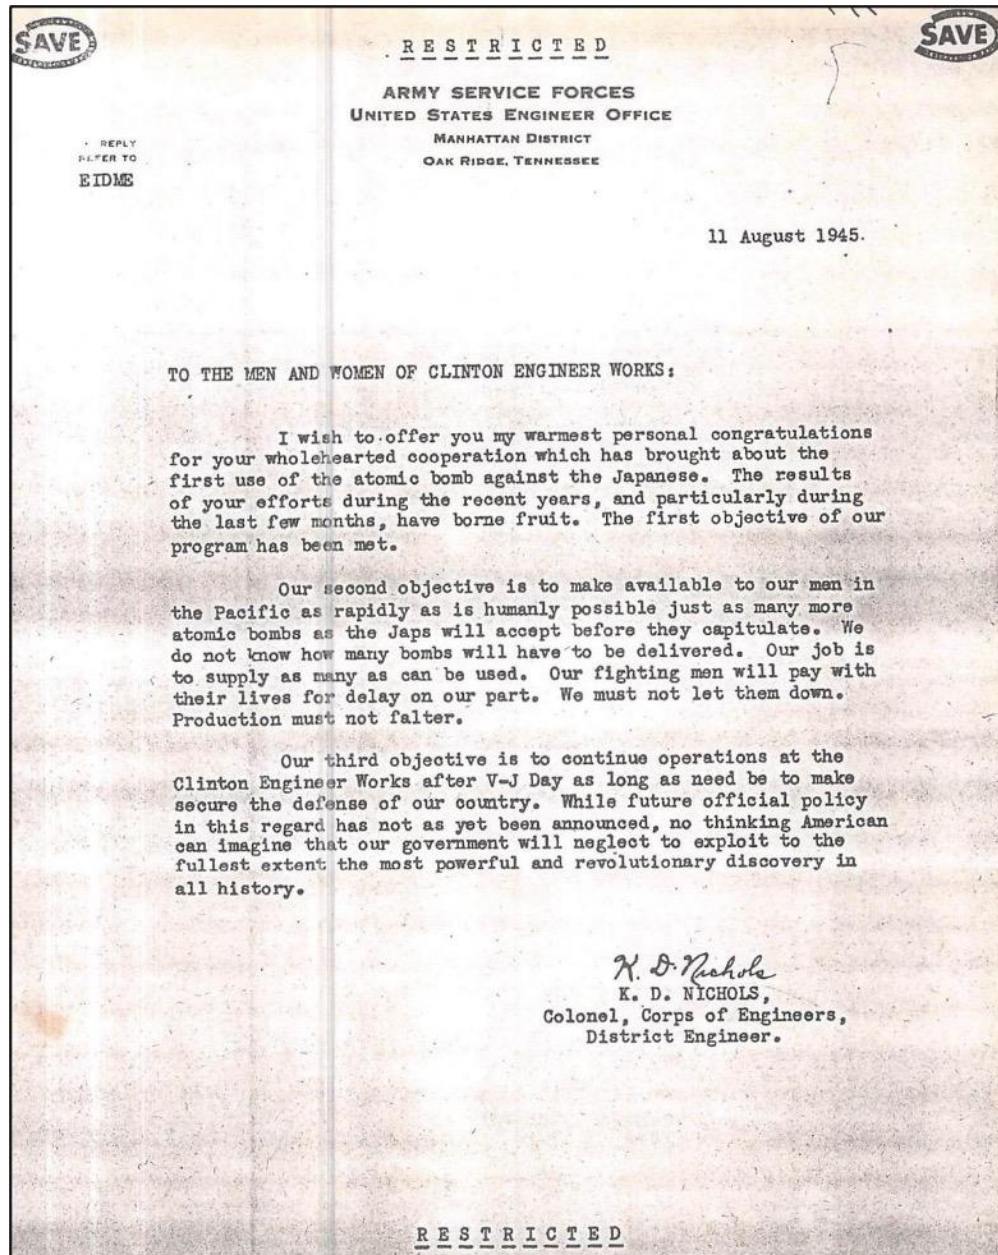 SAVE
SAVE
RESTRICTED
ARMY SERVICE FORCES
UNITED STATES ENGINEER OFFICE
MANHATTAN DISTRICT
OAK RIDGE, TENNESSEE
REPLY
REFER TO
EIDME
11 August 1945.
TO THE MEN AND WOMEN OF CLINTON ENGINEER WORKS:
I wish to offer you my warmest personal congratulations
for your wholehearted cooperation which has brought about the
first use of the atomic bomb against the Japanese. The results
of your efforts during the recent years, and particularly during
the last few months, have borne fruit. The first objective of our
program has been met.
Our second objective is to make available to our men in
the Pacific as rapidly as is humanly possible just as many more
atomic bombs as the Japs will accept before they capitulate. We
do not know how many bombs will have to be delivered. Our job is
to supply as many as can be used. Our fighting men will pay with
their lives for delay on our part. We must not let them down.
Production must not falter.
Our third objective is to continue operations at the
Clinton Engineer Works after V-J Day as long as need be to make
secure the defense of our country. While future official policy
in this regard has not as yet been announced, no thinking American
can imagine that our government will neglect to exploit to the
fullest extent the most powerful and revolutionary discovery in
all history.
K. D. Nichols
K. D. NICHOLS,
Colonel, Corps of Engineers,
District Engineer.
RESTRICTED